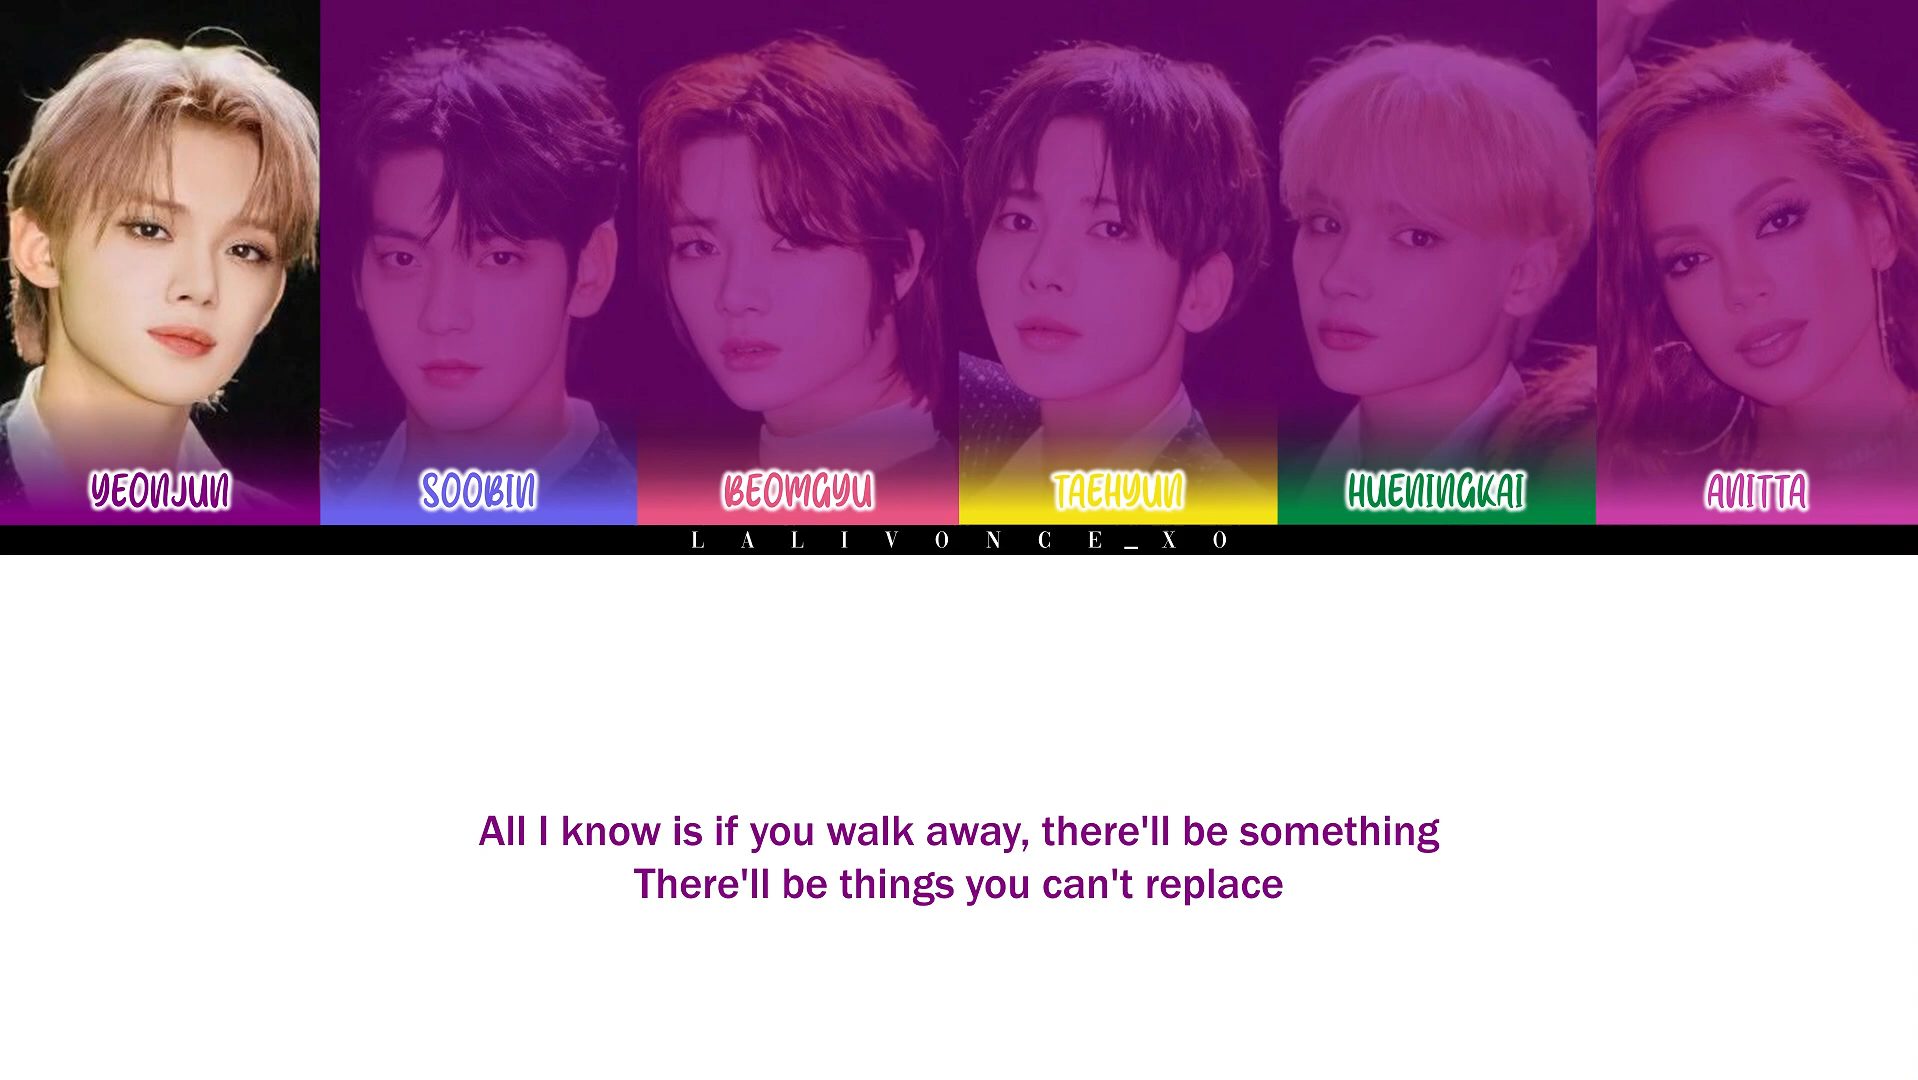 YEONJUN SOOBIN BEOMGYU TAEHYUN HUENINGKAI ANITTA
LALIVONCE_XO
All I know is if you walk away, there'll be something
There'll be things you can't replace